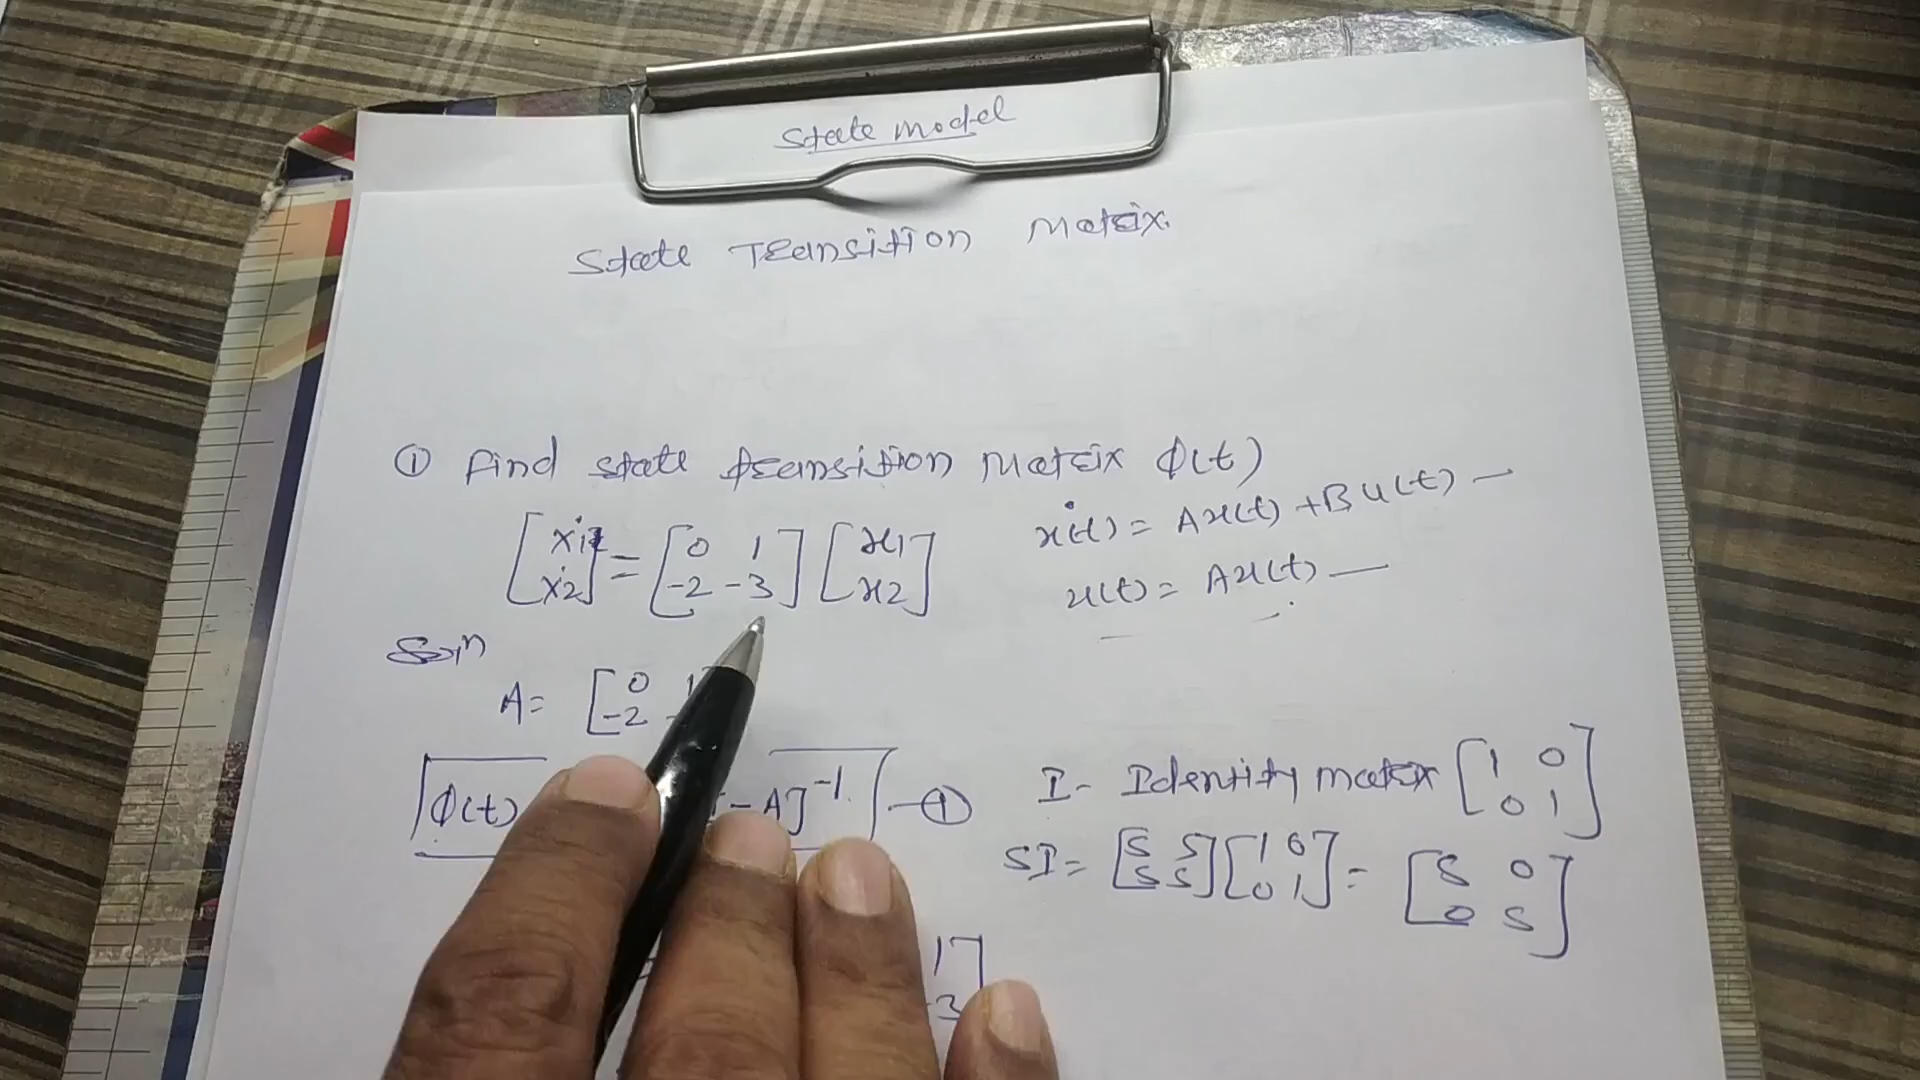 State model
State Transition Matrix.
① Find state transition Matrix ϕ(t)
[ẋ1 ẋ2] = [0 1 -2 -3] [x1 x2]
ẋ(t) = Ax(t) + Bu(t) —
x(t) = Ax(t) —
Soln
A = [0 1 -2
ϕ(t) - A]⁻¹ — ①
I - Identity matrix [1 0 0 1]
SI = [S S S S] [1 0 0 1] = [S 0 0 S]
1]
-3